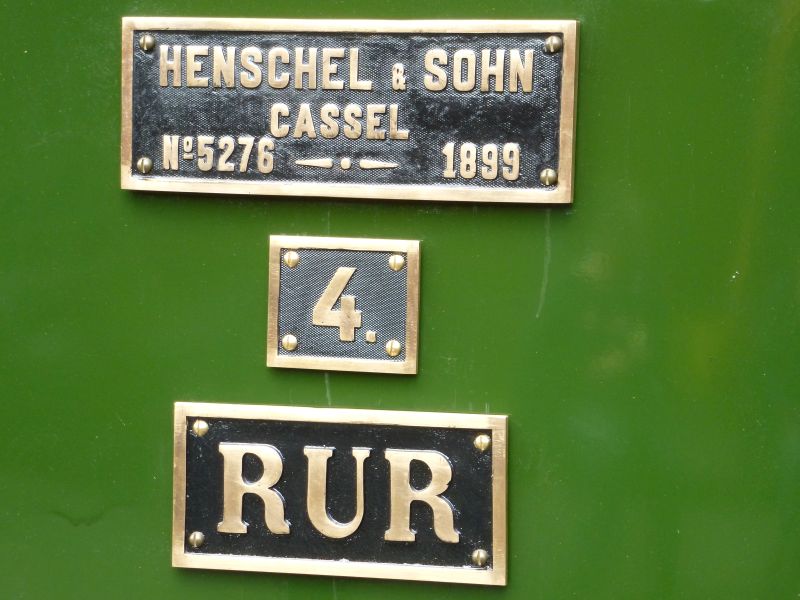 HENSCHEL & SOHN
CASSEL
Nº5276 1899
4.
RUR